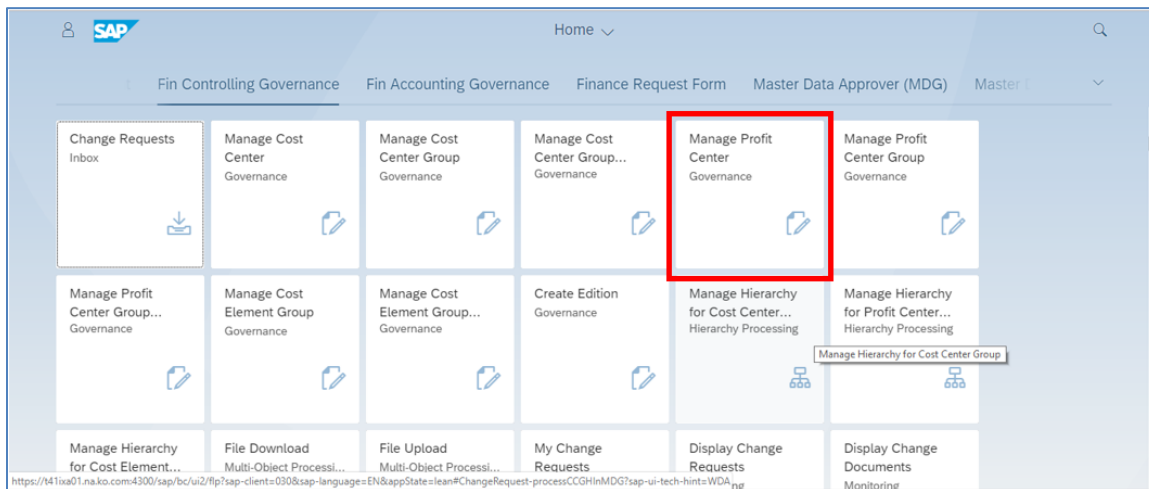 SAP
Home
Fin Controlling Governance Fin Accounting Governance Finance Request Form Master Data Approver (MDG) Master
Change Requests
Inbox
Manage Cost
Center
Governance
Manage Cost
Center Group
Governance
Manage Cost
Center Group...
Governance
Manage Profit
Center
Governance
Manage Profit
Center Group
Governance
Manage Profit
Center Group...
Governance
Manage Cost
Element Group
Governance
Manage Cost
Element Group...
Governance
Create Edition
Governance
Manage Hierarchy
for Cost Center...
Hierarchy Processing
Manage Hierarchy
for Profit Center...
Hierarchy Processing
Manage Hierarchy for Cost Center Group
Manage Hierarchy
for Cost Element...
File Download
Multi-Object Processi...
File Upload
Multi-Object Processi...
My Change
Requests
Display Change
Requests
Display Change
Documents
Monitoring
https://t41ixa01.na.ko.com:4300/sap/bc/ui2/flp?sap-client=030&sap-language=EN&appState=lean#ChangeRequest-processCCGHInMDG?sap-ui-tech-hint=WDA